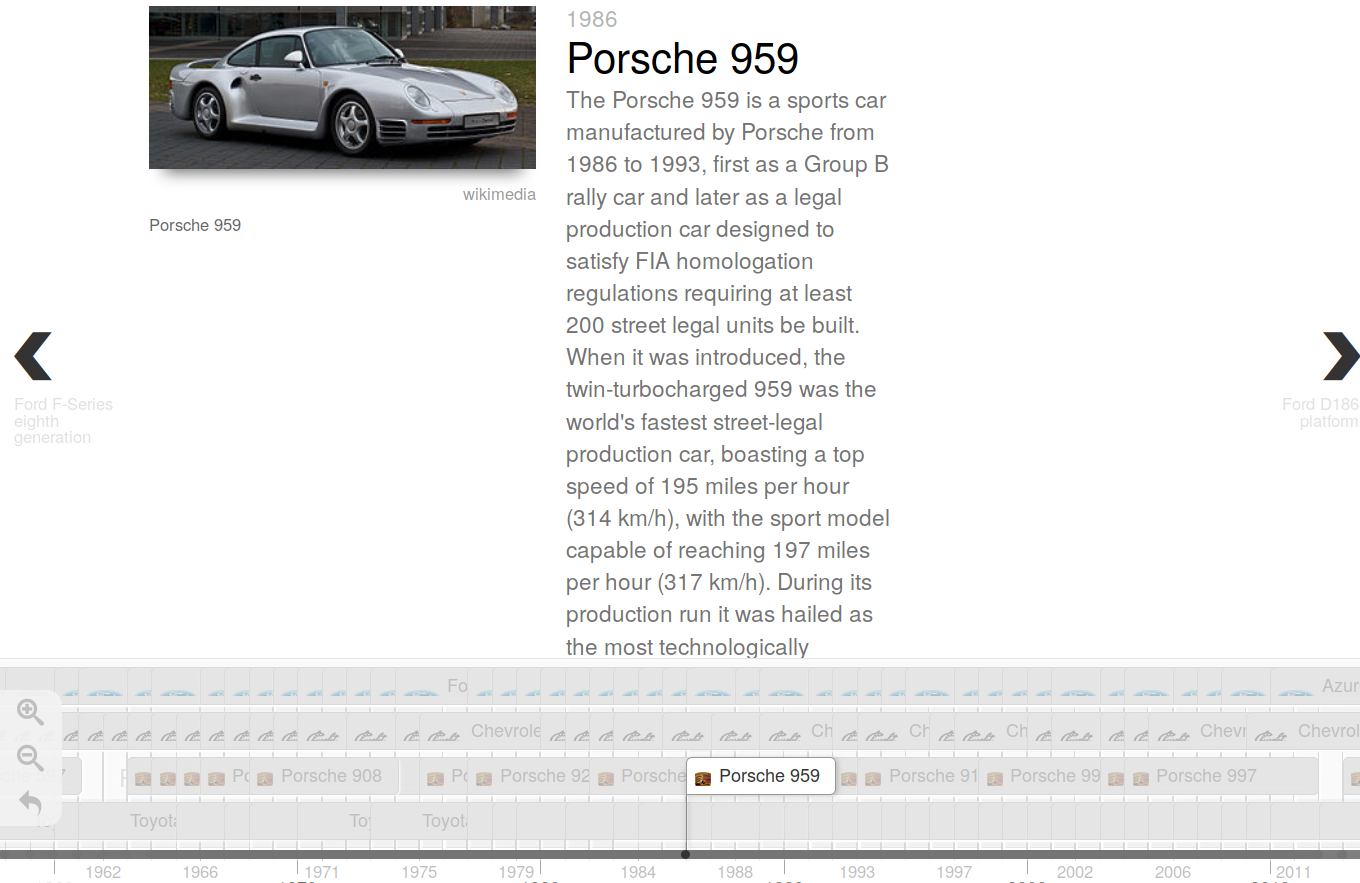 1986
Porsche 959
The Porsche 959 is a sports car
manufactured by Porsche from
1986 to 1993, first as a Group B
rally car and later as a legal
production car designed to
satisfy FIA homologation
regulations requiring at least
200 street legal units be built.
When it was introduced, the
twin-turbocharged 959 was the
world's fastest street-legal
production car, boasting a top
speed of 195 miles per hour
(314 km/h), with the sport model
capable of reaching 197 miles
per hour (317 km/h). During its
production run it was hailed as
the most technologically
wikimedia
Porsche 959
Ford F-Series
eighth
generation
Ford D186
platform
Fo Azur
Chevrole Ch Ch Ch Chevr Chevrol
Pc Porsche 908 Pc Porsche 92 Porsche Porsche 959 Porsche 91 Porsche 99 Porsche 997
Toyota To Toyota
1962 1966 1971 1975 1979 1984 1988 1993 1997 2002 2006 2011